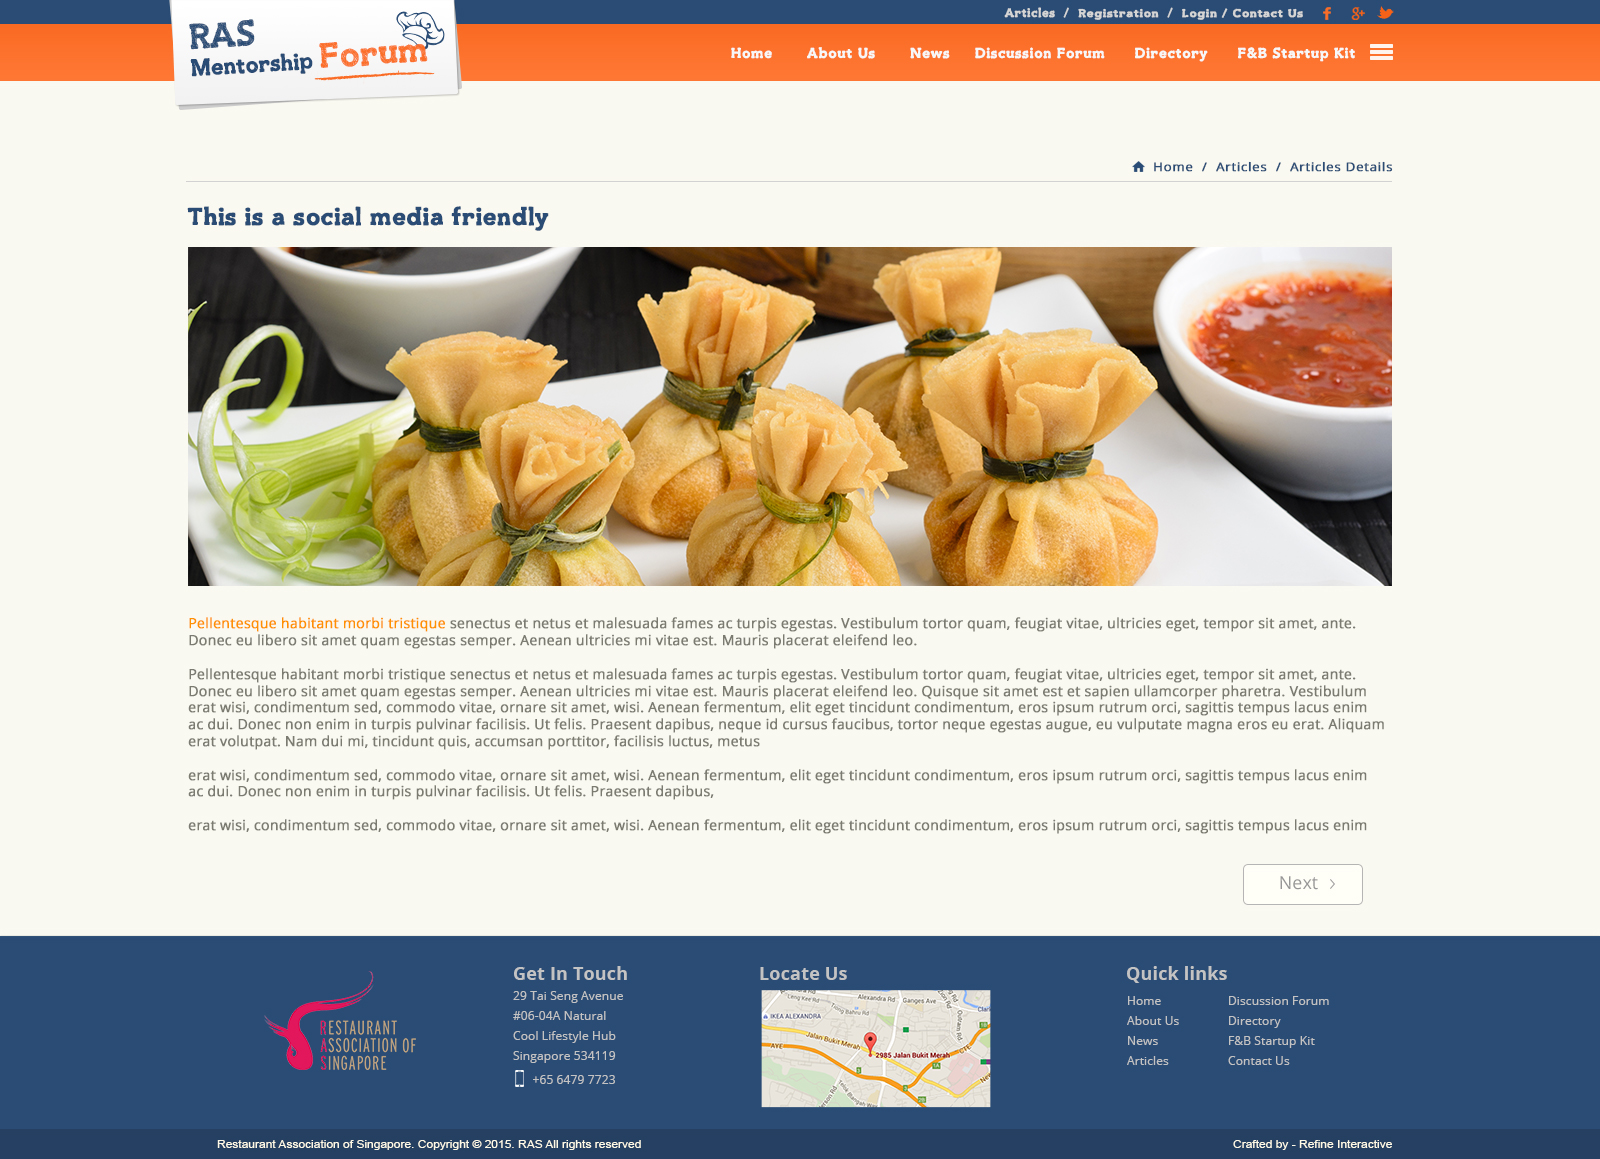 Articles / Registration / Login / Contact Us
RAS
Mentorship Forum
Home About Us News Discussion Forum Directory F&B Startup Kit
Home / Articles / Articles Details
This is a social media friendly
Pellentesque habitant morbi tristique senectus et netus et malesuada fames ac turpis egestas. Vestibulum tortor quam, feugiat vitae, ultricies eget, tempor sit amet, ante.
Donec eu libero sit amet quam egestas semper. Aenean ultricies mi vitae est. Mauris placerat eleifend leo.
Pellentesque habitant morbi tristique senectus et netus et malesuada fames ac turpis egestas. Vestibulum tortor quam, feugiat vitae, ultricies eget, tempor sit amet, ante.
Donec eu libero sit amet quam egestas semper. Aenean ultricies mi vitae est. Mauris placerat eleifend leo. Quisque sit amet est et sapien ullamcorper pharetra. Vestibulum
erat wisi, condimentum sed, commodo vitae, ornare sit amet, wisi. Aenean fermentum, elit eget tincidunt condimentum, eros ipsum rutrum orci, sagittis tempus lacus enim
ac dui. Donec non enim in turpis pulvinar facilisis. Ut felis. Praesent dapibus, neque id cursus faucibus, tortor neque egestas augue, eu vulputate magna eros eu erat. Aliquam
erat volutpat. Nam dui mi, tincidunt quis, accumsan porttitor, facilisis luctus, metus
erat wisi, condimentum sed, commodo vitae, ornare sit amet, wisi. Aenean fermentum, elit eget tincidunt condimentum, eros ipsum rutrum orci, sagittis tempus lacus enim
ac dui. Donec non enim in turpis pulvinar facilisis. Ut felis. Praesent dapibus,
erat wisi, condimentum sed, commodo vitae, ornare sit amet, wisi. Aenean fermentum, elit eget tincidunt condimentum, eros ipsum rutrum orci, sagittis tempus lacus enim
Next
RESTAURANT
ASSOCIATION OF
SINGAPORE
Get In Touch
29 Tai Seng Avenue
#06-04A Natural
Cool Lifestyle Hub
Singapore 534119
+65 6479 7723
Locate Us
Leng Kee Rd
Alexandra Rd
Ganges Ave
Tiong Bahru Rd
Outram Rd
IKEA ALEXANDRA
Jalan Bukit Merah
AYE
2985 Jalan Bukit Merah
CTE
Quick links
Home Discussion Forum
About Us Directory
News F&B Startup Kit
Articles Contact Us
Restaurant Association of Singapore. Copyright © 2015. RAS All rights reserved
Crafted by - Refine Interactive